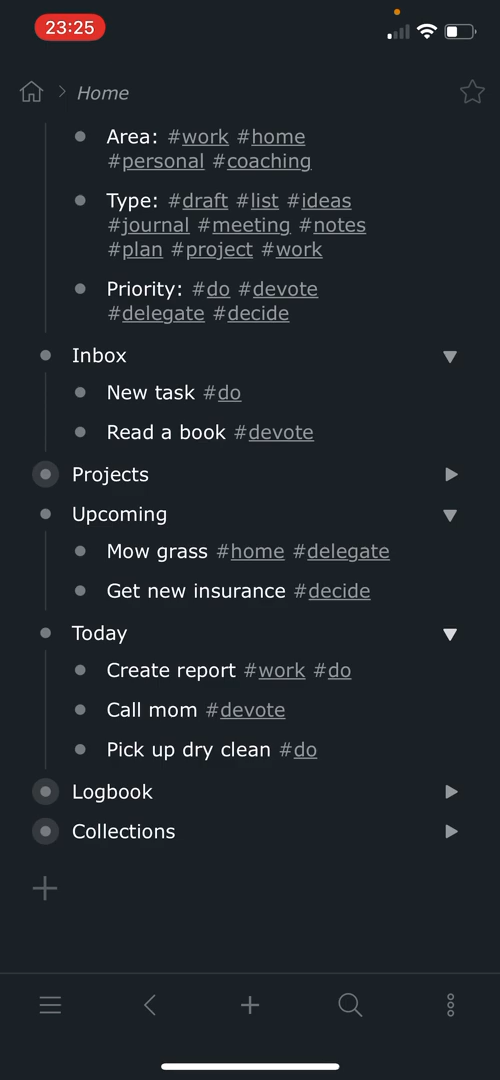 23:25
Home
Area: #work #home
#personal #coaching
Type: #draft #list #ideas
#journal #meeting #notes
#plan #project #work
Priority: #do #devote
#delegate #decide
Inbox
New task #do
Read a book #devote
Projects
Upcoming
Mow grass #home #delegate
Get new insurance #decide
Today
Create report #work #do
Call mom #devote
Pick up dry clean #do
Logbook
Collections